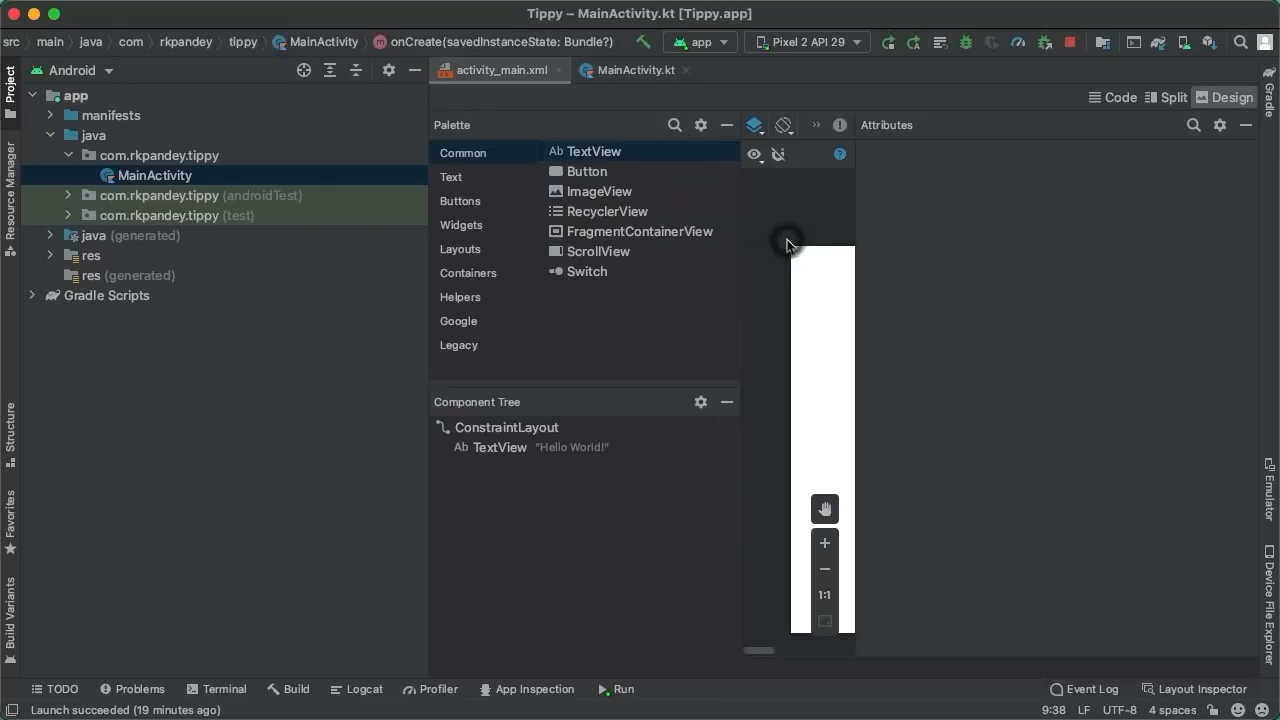 Tippy – MainActivity.kt [Tippy.app]
src main java com rkpandey tippy MainActivity onCreate(savedInstanceState: Bundle?) app Pixel 2 API 29
Project
Resource Manager
Structure
Favorites
Build Variants
Android
app
manifests
java
com.rkpandey.tippy
MainActivity
com.rkpandey.tippy (androidTest)
com.rkpandey.tippy (test)
java (generated)
res
res (generated)
Gradle Scripts
activity_main.xml MainActivity.kt
Code Split Design
Palette
Common
Text
Buttons
Widgets
Layouts
Containers
Helpers
Google
Legacy
Ab TextView
Button
ImageView
RecyclerView
FragmentContainerView
ScrollView
Switch
Component Tree
ConstraintLayout
Ab TextView "Hello World!"
1:1
Attributes
Gradle
Emulator
Device File Explorer
TODO Problems Terminal Build Logcat Profiler App Inspection Run Event Log Layout Inspector
Launch succeeded (19 minutes ago) 9:38 LF UTF-8 4 spaces